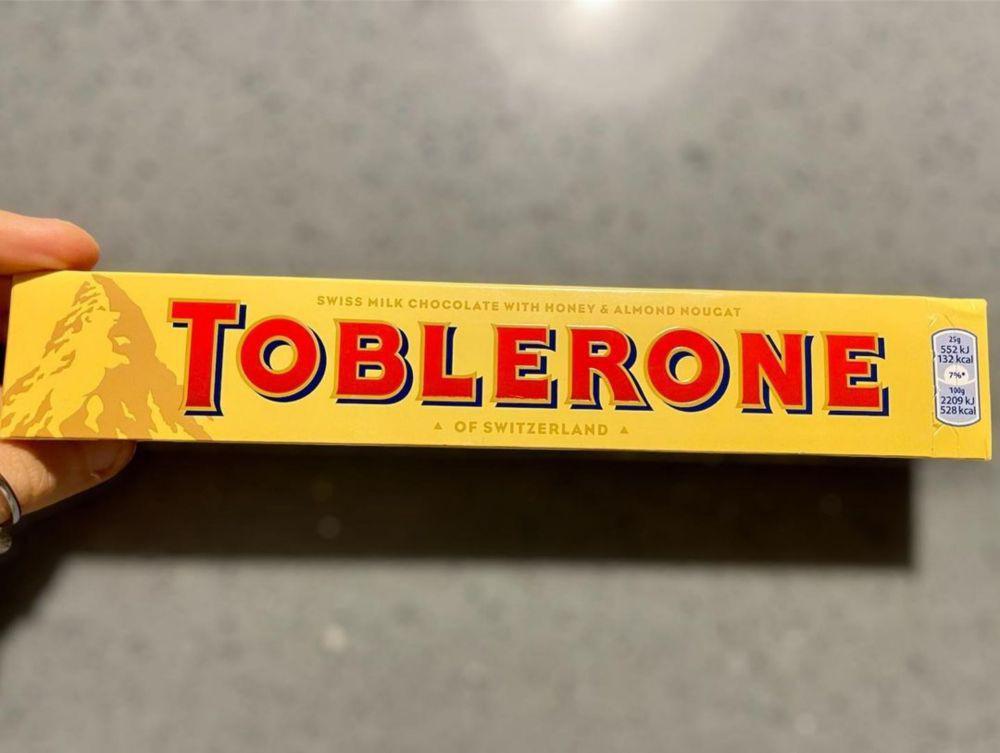 SWISS MILK CHOCOLATE WITH HONEY & ALMOND NOUGAT
TOBLERONE
▲ OF SWITZERLAND ▲
25g
552 kJ
132 kcal
7%*
100g
2209 kJ
528 kcal